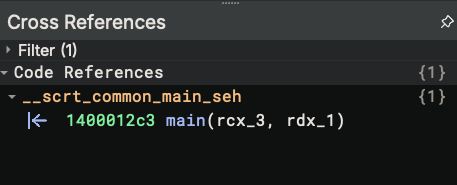 Cross References
Filter (1)
Code References {1}
__scrt_common_main_seh {1}
1400012c3 main(rcx_3, rdx_1)